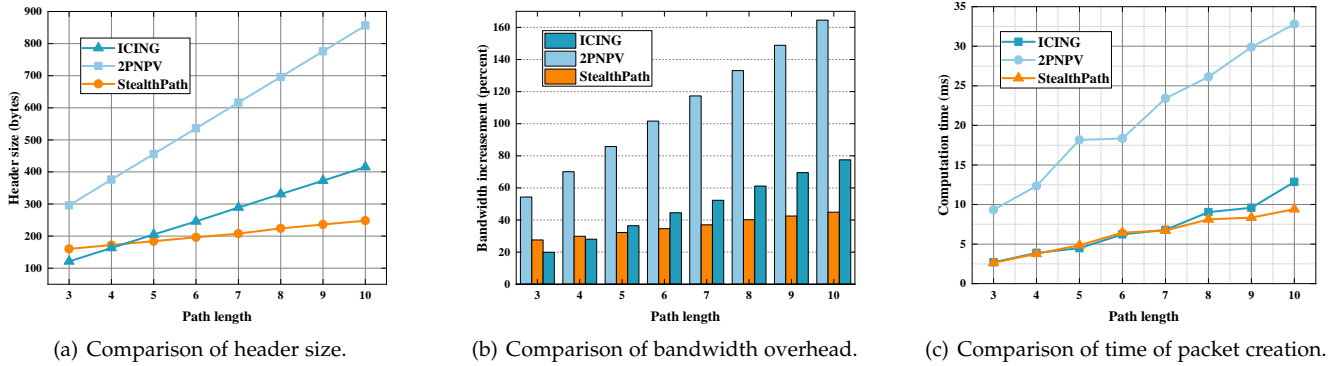 900
800
700
600
500
400
300
200
100
Header size (bytes)
ICING
2PNPV
StealthPath
3 4 5 6 7 8 9 10
Path length
(a) Comparison of header size.
160
140
120
100
80
60
40
20
0
Bandwidth increasement (percent)
ICING
2PNPV
StealthPath
3 4 5 6 7 8 9 10
Path length
(b) Comparison of bandwidth overhead.
35
30
25
20
15
10
5
0
Computation time (ms)
ICING
2PNPV
StealthPath
3 4 5 6 7 8 9 10
Path length
(c) Comparison of time of packet creation.